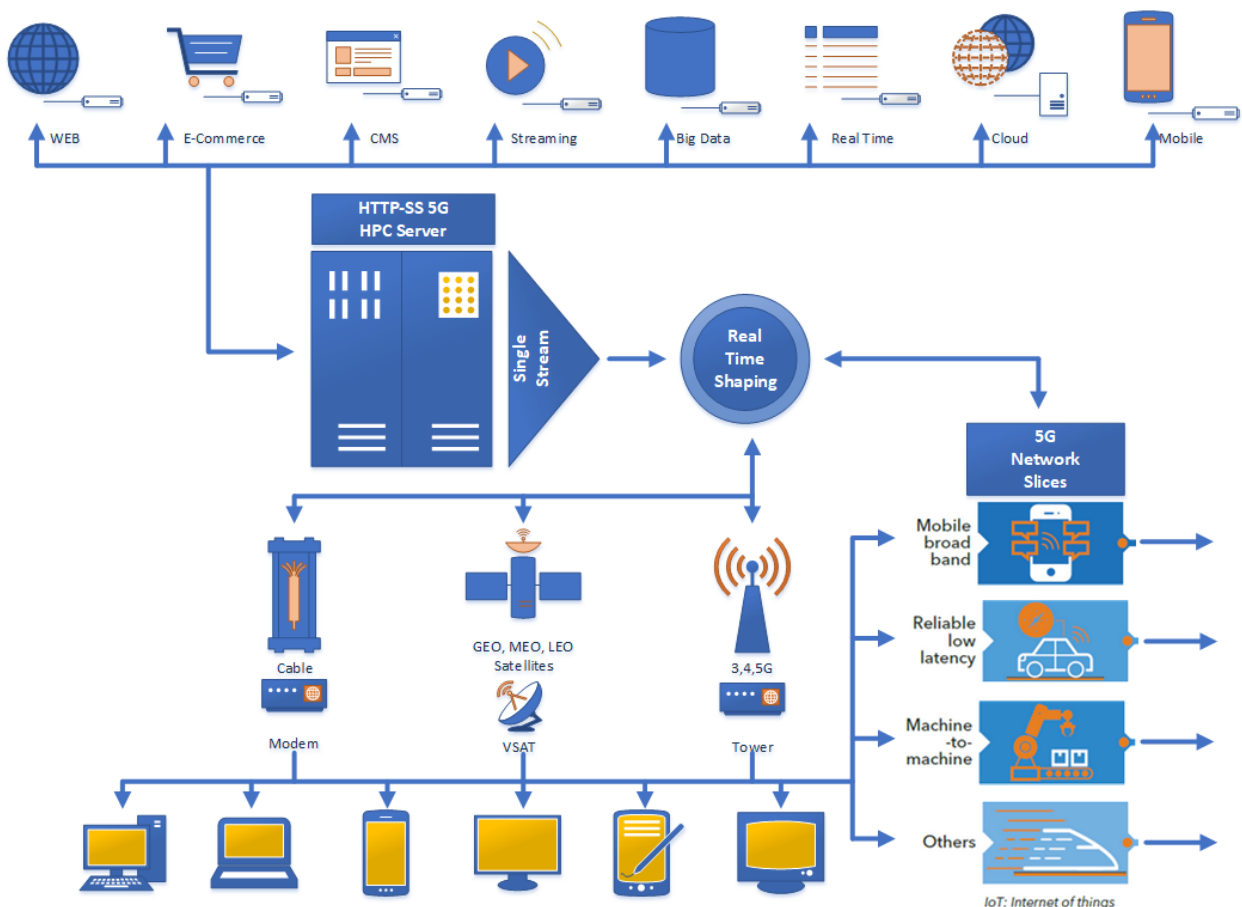 WEB
E-Commerce
CMS
Streaming
Big Data
Real Time
Cloud
Mobile
HTTP-SS 5G
HPC Server
Single
Stream
Real
Time
Shaping
5G
Network
Slices
Mobile
broad
band
Reliable
low
latency
Machine
-to-
machine
Others
IoT: Internet of things
Cable
GEO, MEO, LEO
Satellites
3,4,5G
Modem
VSAT
Tower